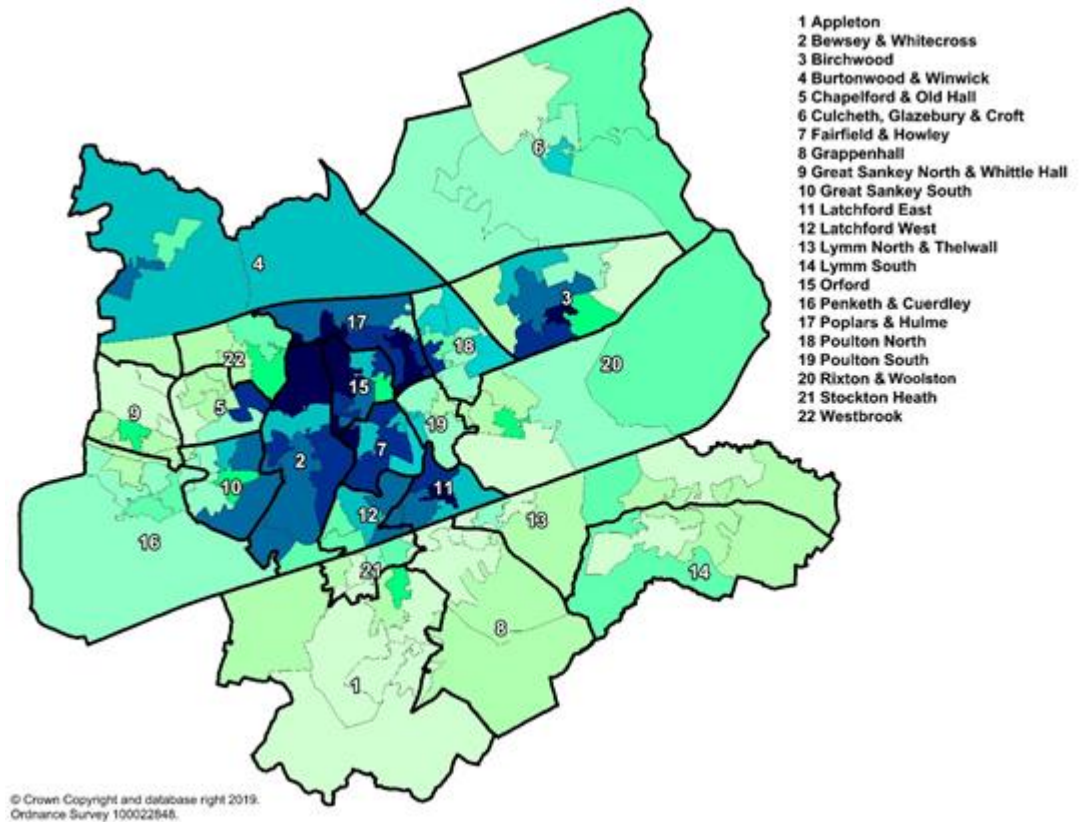 1 Appleton
2 Bewsey & Whitecross
3 Birchwood
4 Burtonwood & Winwick
5 Chapelford & Old Hall
6 Culcheth, Glazebury & Croft
7 Fairfield & Howley
8 Grappenhall
9 Great Sankey North & Whittle Hall
10 Great Sankey South
11 Latchford East
12 Latchford West
13 Lymm North & Thelwall
14 Lymm South
15 Orford
16 Penketh & Cuerdley
17 Poplars & Hulme
18 Poulton North
19 Poulton South
20 Rixton & Woolston
21 Stockton Heath
22 Westbrook
6
4
3
17
18
22
20
15
5
9
19
7
2
10
11
12
13
16
21
14
8
1
© Crown Copyright and database right 2019.
Ordnance Survey 100022848.